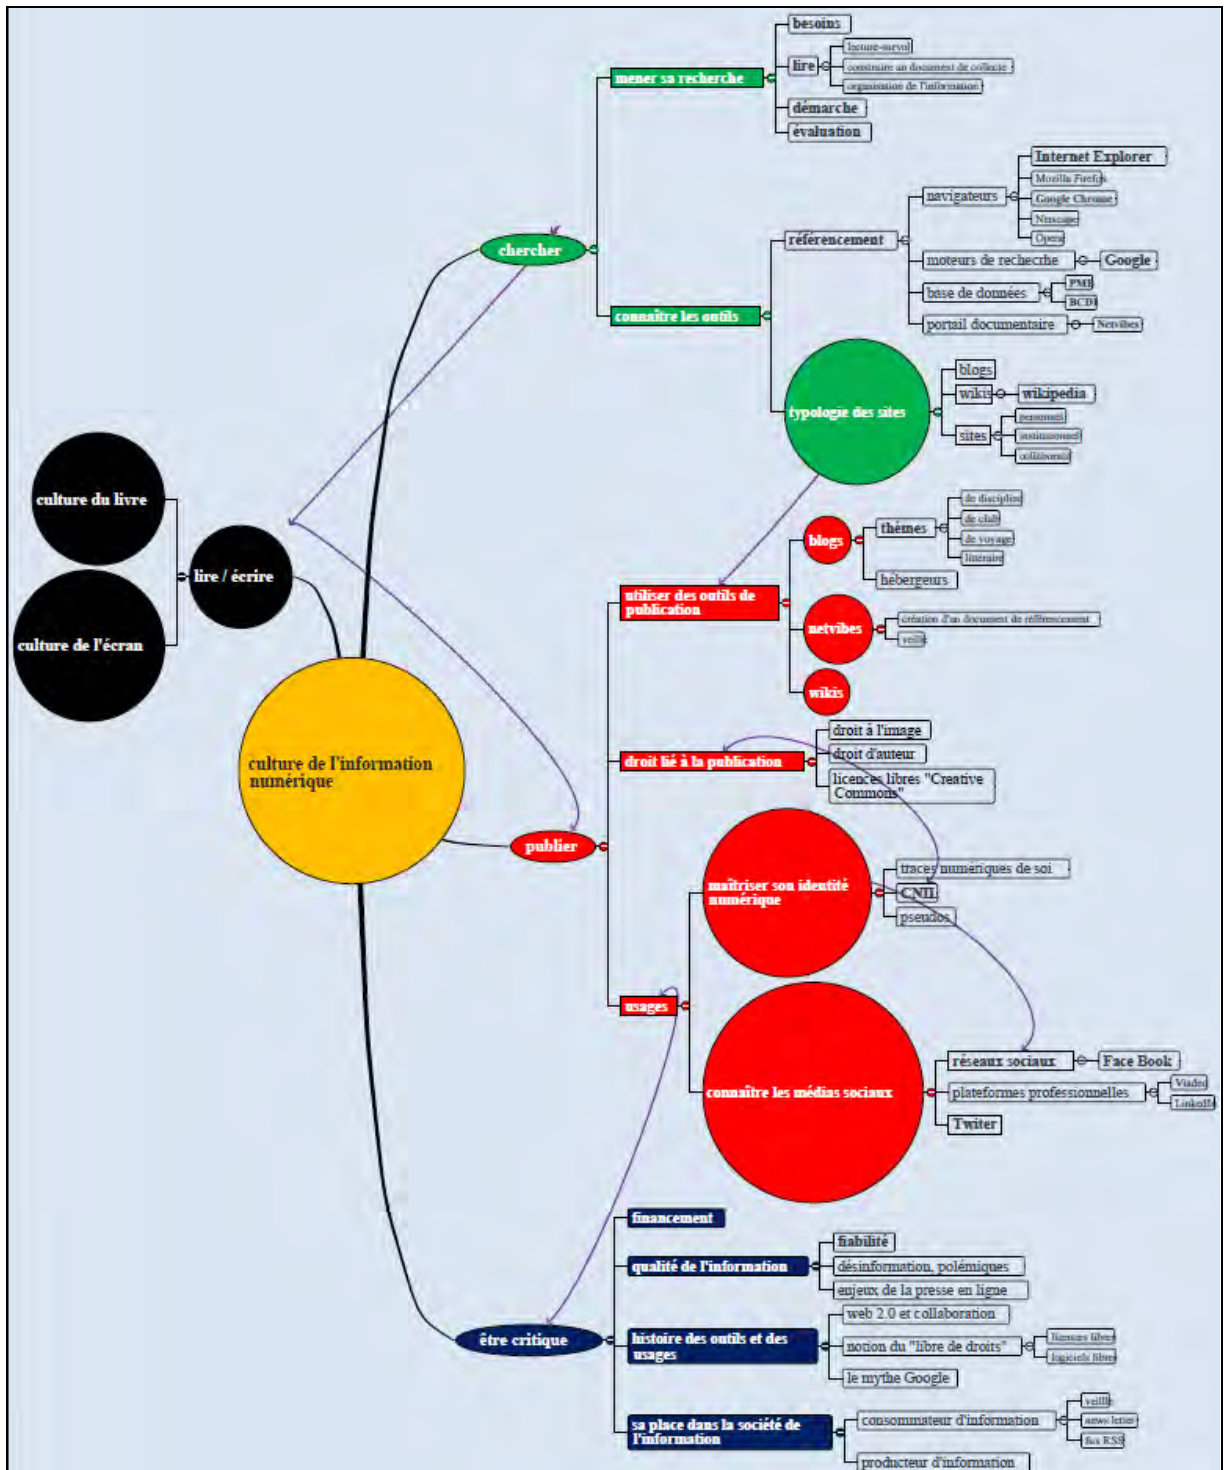 besoins
lire
lecture-survol
construire un document de collecte
organisation de l'information
mener sa recherche
démarche
évaluation
Internet Explorer
Mozilla Firefox
navigateurs
Google Chrome
Netscape
Opera
chercher
référencement
moteurs de recherche
Google
PMB
base de données
BCDI
connaître les outils
portail documentaire
Netvibes
blogs
typologie des sites
wikis
wikipedia
personnel
sites
institutionnel
collaboratif
culture du livre
lire / écrire
culture de l'écran
de discipline
thèmes
de club
blogs
de voyage
littéraire
hébergeurs
utiliser des outils de
publication
création d'un document de référencement
netvibes
veille
wikis
droit à l'image
droit d'auteur
droit lié à la publication
licences libres "Creative
Commons"
culture de l'information
numérique
publier
maîtriser son identité
numérique
traces numériques de soi
CNIL
pseudos
usages
réseaux sociaux
Face Book
connaître les médias sociaux
plateformes professionnelles
Viadeo
LinkedIn
Twiter
financement
fiabilité
qualité de l'information
désinformation, polémiques
enjeux de la presse en ligne
être critique
web 2.0 et collaboration
histoire des outils et des
usages
notion du "libre de droits"
licences libres
logiciels libres
le mythe Google
sa place dans la société de
l'information
consommateur d'information
veille
news letter
flux RSS
producteur d'information